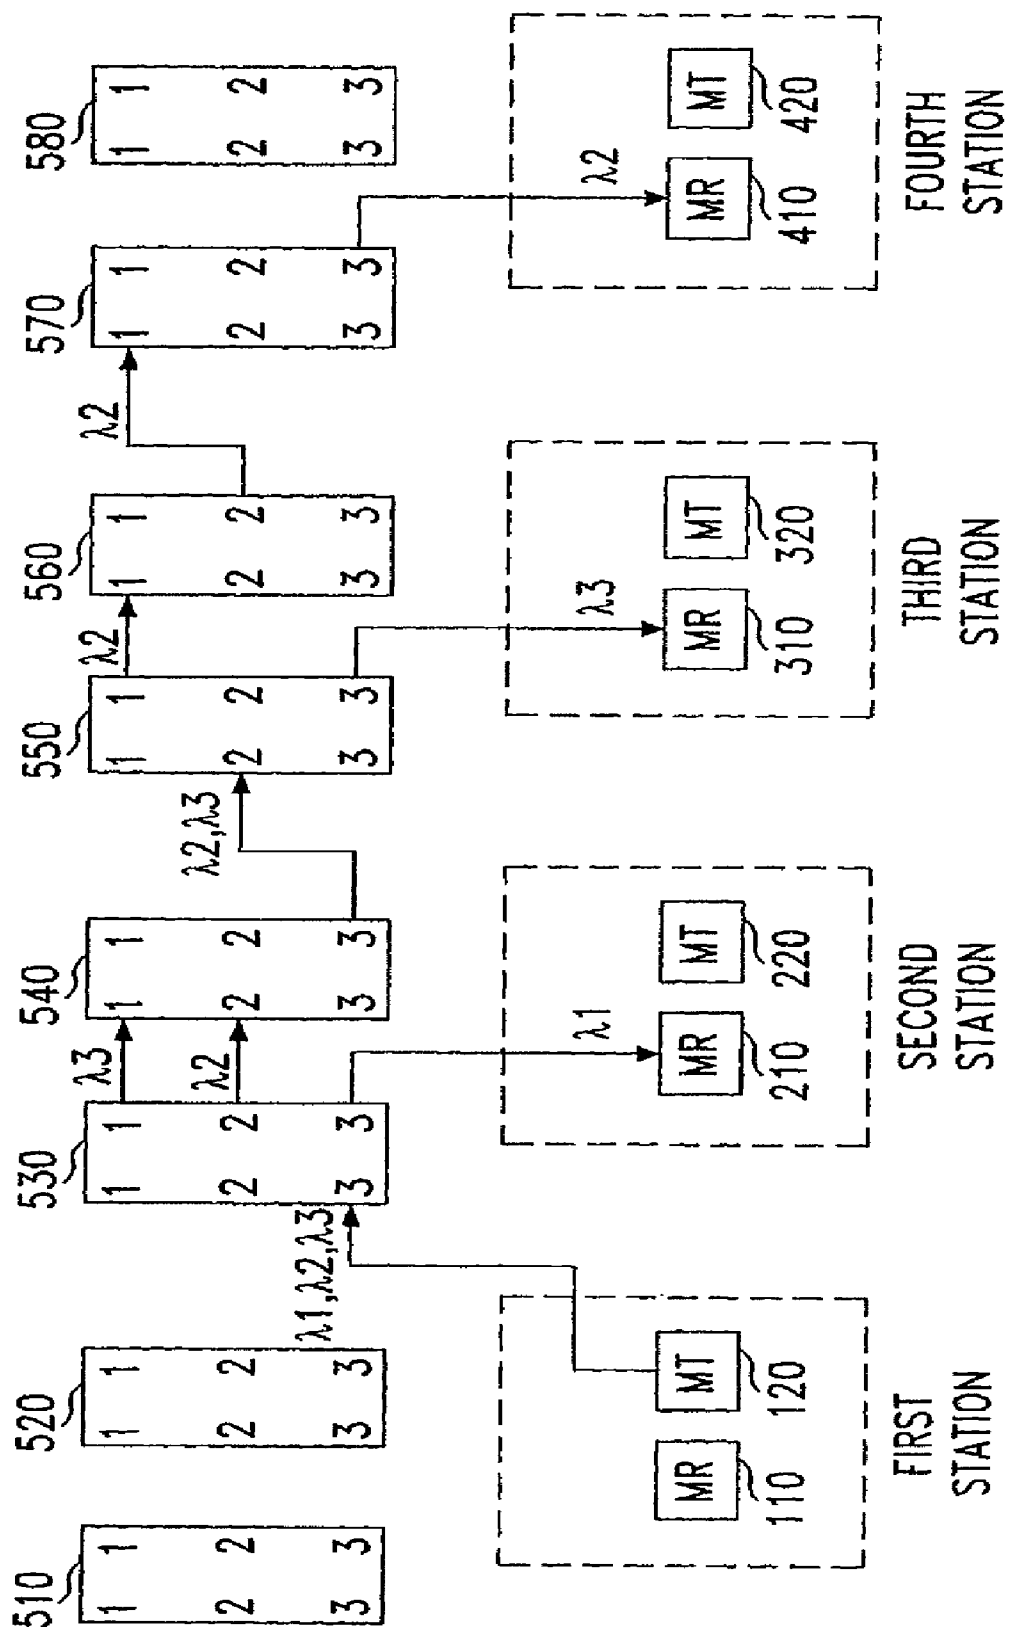 510
1 1
2 2
3 3
520
1 1
2 2
3 3
λ1,λ2,λ3
530
1 1
2 2
3 3
λ3
λ2
540
1 1
2 2
3 3
λ2,λ3
550
1 1
2 2
3 3
λ2
560
1 1
2 2
3 3
λ2
570
1 1
2 2
3 3
580
1 1
2 2
3 3
MR
110
MT
120
FIRST
STATION
λ1
MR
210
MT
220
SECOND
STATION
λ3
MR
310
MT
320
THIRD
STATION
λ2
MR
410
MT
420
FOURTH
STATION